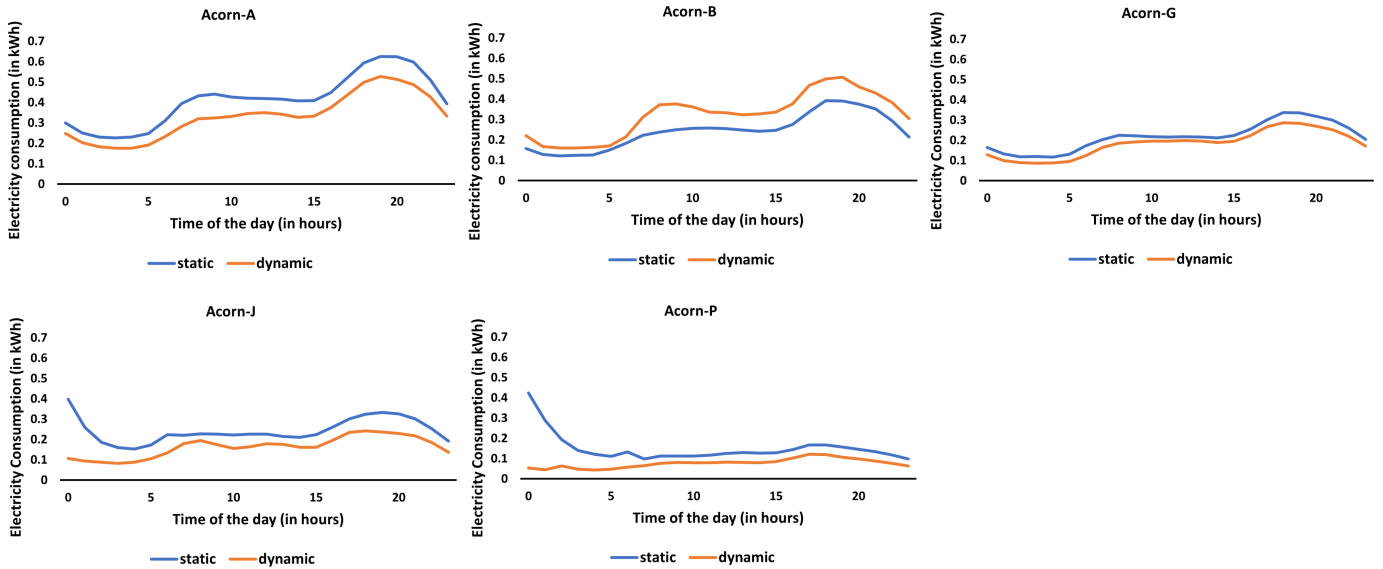 Acorn-A
Electricity consumption (in kWh)
0.7
0.6
0.5
0.4
0.3
0.2
0.1
0
0 5 10 15 20
Time of the day (in hours)
static dynamic
Acorn-B
Electricity consumption (in kWh)
0.7
0.6
0.5
0.4
0.3
0.2
0.1
0
0 5 10 15 20
Time of the day (in hours)
static dynamic
Acorn-G
Electricity Consumption (in kWh)
0.7
0.6
0.5
0.4
0.3
0.2
0.1
0
0 5 10 15 20
Time of the day (in hours)
static dynamic
Acorn-J
Electricity Consumption (in kWh)
0.7
0.6
0.5
0.4
0.3
0.2
0.1
0
0 5 10 15 20
Time of the day (in hours)
static dynamic
Acorn-P
Electricity Consumption (in kWh)
0.7
0.6
0.5
0.4
0.3
0.2
0.1
0
0 5 10 15 20
Time of the day (in hours)
static dynamic